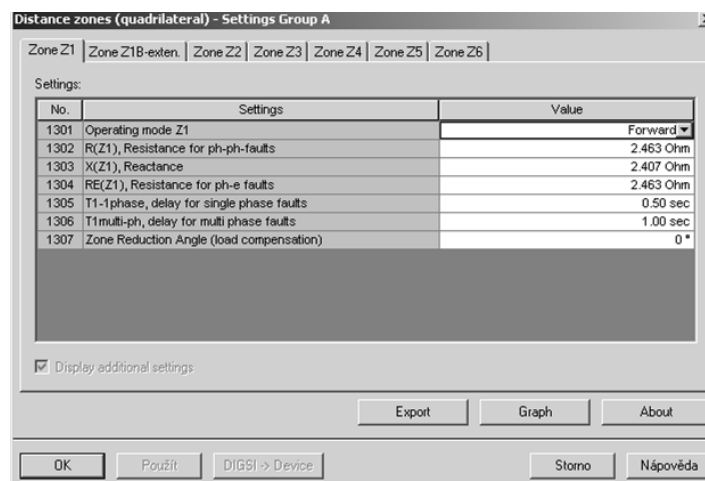 Distance zones (quadrilateral) - Settings Group A
Zone Z1 Zone Z1B-exten. Zone Z2 Zone Z3 Zone Z4 Zone Z5 Zone Z6
Settings:
No. Settings Value
1301 Operating mode Z1 Forward
1302 R(Z1), Resistance for ph-ph-faults 2.463 Ohm
1303 X(Z1), Reactance 2.407 Ohm
1304 RE(Z1), Resistance for ph-e faults 2.463 Ohm
1305 T1-1phase, delay for single phase faults 0.50 sec
1306 T1multi-ph, delay for multi phase faults 1.00 sec
1307 Zone Reduction Angle (load compensation) 0 °
Display additional settings
Export Graph About
OK Použít DIGSI -> Device Storno Nápověda